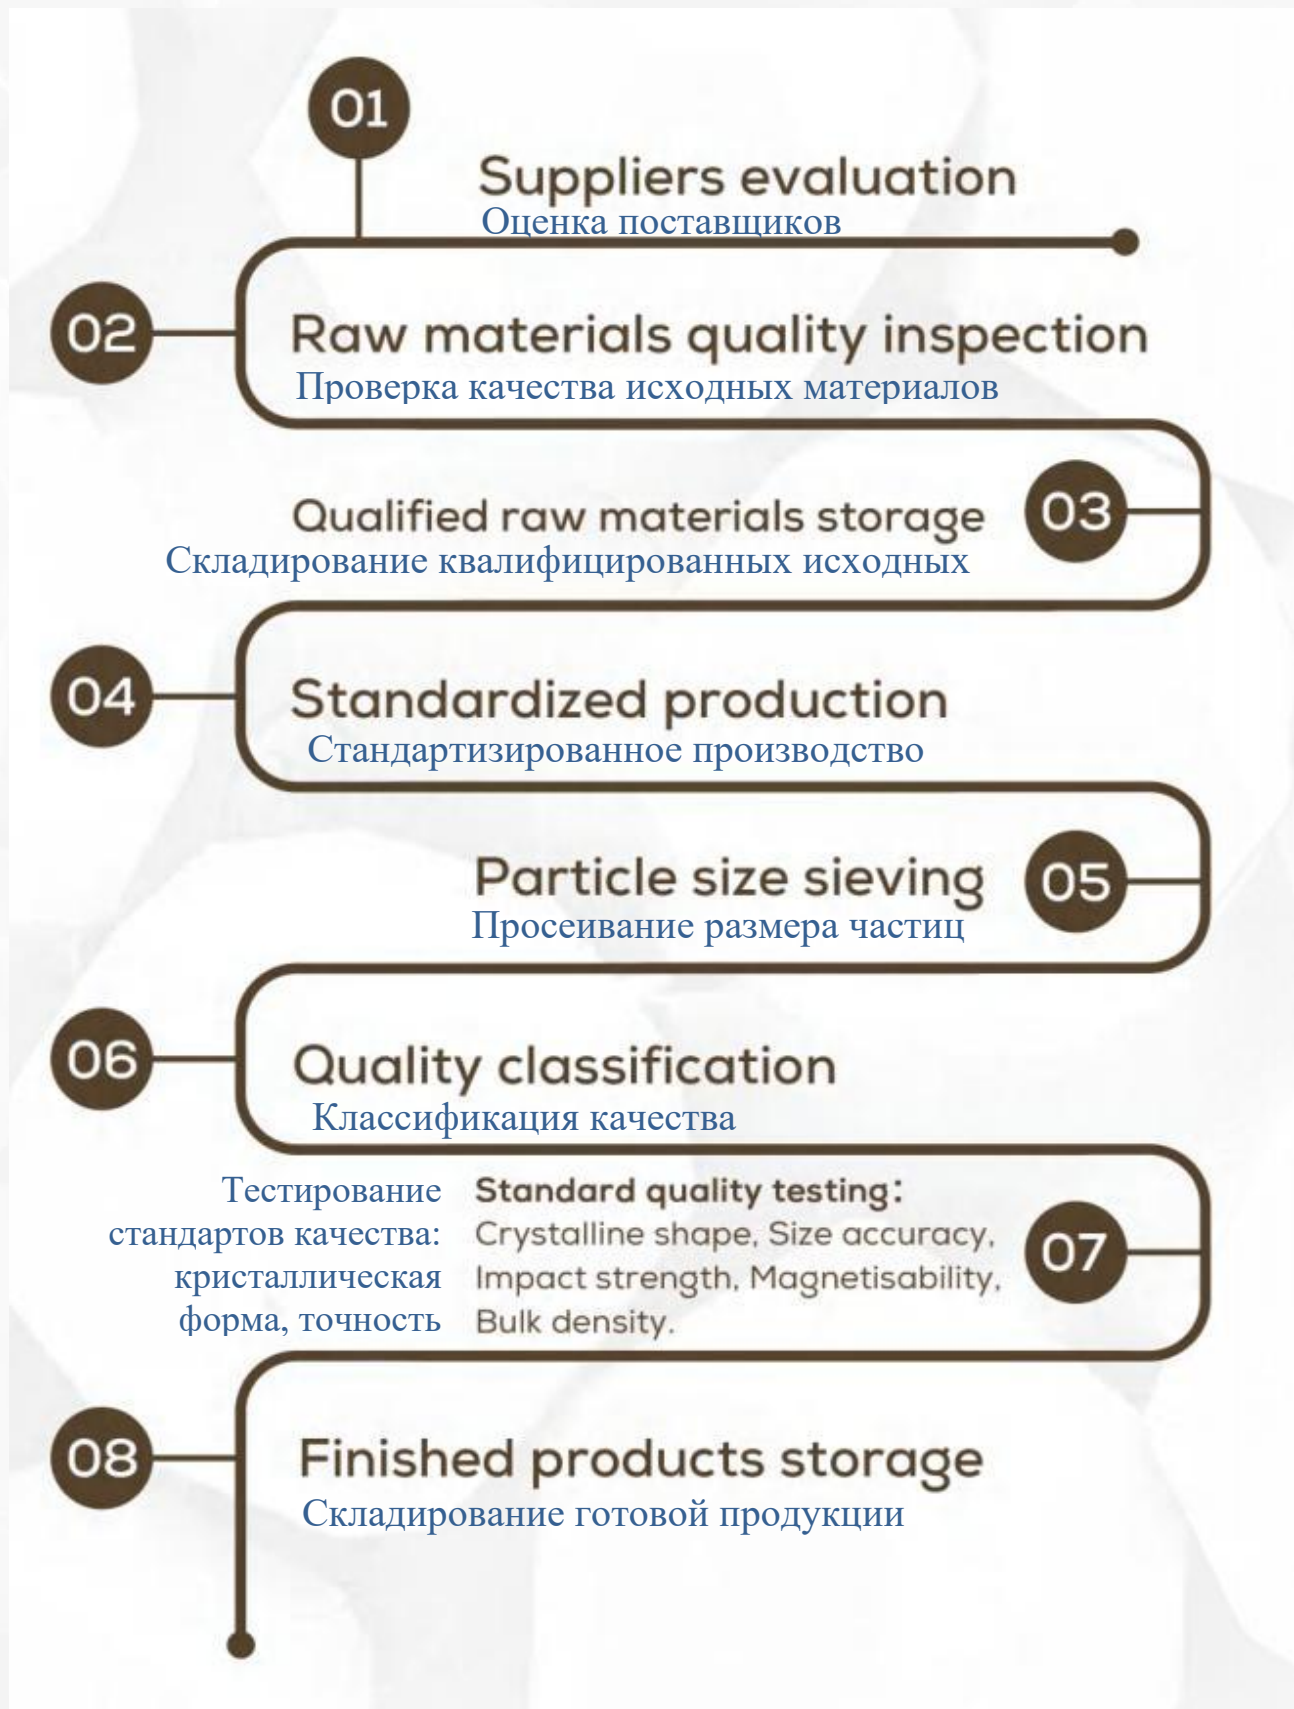 01
Suppliers evaluation
Оценка поставщиков
02
Raw materials quality inspection
Проверка качества исходных материалов
Qualified raw materials storage
03
Складирование квалифицированных исходных
04
Standardized production
Стандартизированное производство
Particle size sieving
05
Просеивание размера частиц
06
Quality classification
Классификация качества
Тестирование
стандартов качества:
кристаллическая
форма, точность
Standard quality testing:
Crystalline shape, Size accuracy,
Impact strength, Magnetisability,
Bulk density.
07
08
Finished products storage
Складирование готовой продукции